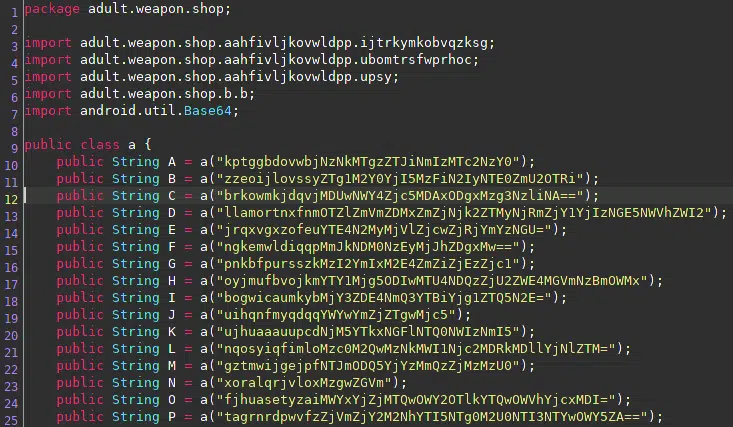 1 package adult.weapon.shop;
2
3 import adult.weapon.shop.aahfivljkovwldpp.ijtrkymkobvqzksg;
4 import adult.weapon.shop.aahfivljkovwldpp.ubomtrsfwprhoc;
5 import adult.weapon.shop.aahfivljkovwldpp.upsy;
6 import adult.weapon.shop.b.b;
7 import android.util.Base64;
8
9 public class a {
10 public String A = a("kptggbdovwbjNzNkMTgzZTJiNmIzMTc2NzY0");
11 public String B = a("zzeoijlovssyZTg1M2Y0YjI5MzFiN2IyNTE0ZmU2OTRi");
12 public String C = a("brkowmkjdqvjMDUwNWY4Zjc5MDAxODgxMzg3NzliNA==");
13 public String D = a("llamortnxfnmOTZlZmVmZDMxZmZjNjk2ZTMyNjRmZjY1YjIzNGE5NWVhZWI2");
14 public String E = a("jrqxvgxzofeuYTE4N2MyMjVlZjcwZjRjYmYzNGU=");
15 public String F = a("ngkemwldiqqpMmJkNDM0NzEyMjJhZDgxMw==");
16 public String G = a("pnkbfpursszkMzI2YmIxM2E4ZmZiZjEzZjc1");
17 public String H = a("oyjmufbvojkmYTY1Mjg5ODIwMTU4NDQzZjU2ZWE4MGVmNzBmOWMx");
18 public String I = a("bogwicaumkybMjY3ZDE4NmQ3YTBiYjg1ZTQ5N2E=");
19 public String J = a("uihqnfmyqdqqYWYwYmZjZTgwMjc5");
20 public String K = a("ujhuaaauupcdNjM5YTkxNGFlNTQ0NWIzNmI5");
21 public String L = a("nqosyiqfimloMzc0M2QwMzNkMWI1Njc2MDRkMDllYjNlZTM=");
22 public String M = a("gztmwijgejpfNTJmODQ5YjYzMmQzZjMzMzU0");
23 public String N = a("xoralqrjvloxMzgwZGVm");
24 public String O = a("fjhuasetyzaiMWYxYjZjMTQwOWY2OTlkYTQwOWVhYjcxMDI=");
25 public String P = a("tagrnrdpwvfzZjVmZjY2M2NhYTI5NTg0M2U0NTI3NTYwOWY5ZA==");